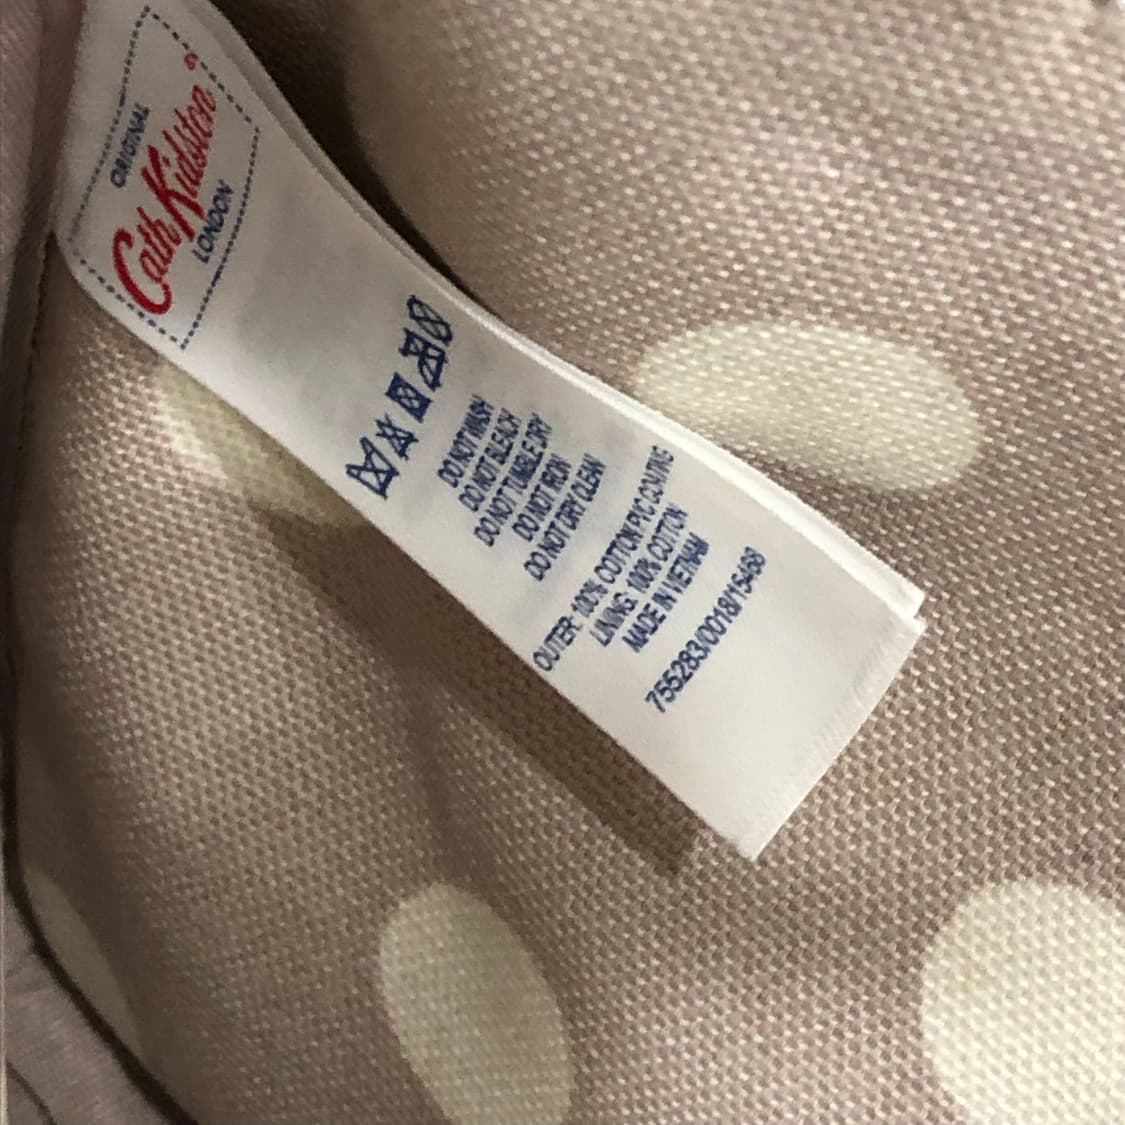 ORIGINAL
Cath Kidston®
LONDON
DO NOT WASH
DO NOT BLEACH
DO NOT TUMBLE DRY
DO NOT IRON
DO NOT DRY CLEAN
OUTER: 100% COTTON PVC COATING
LINING: 100% COTTON
MADE IN VIETNAM
755283/0018/15468